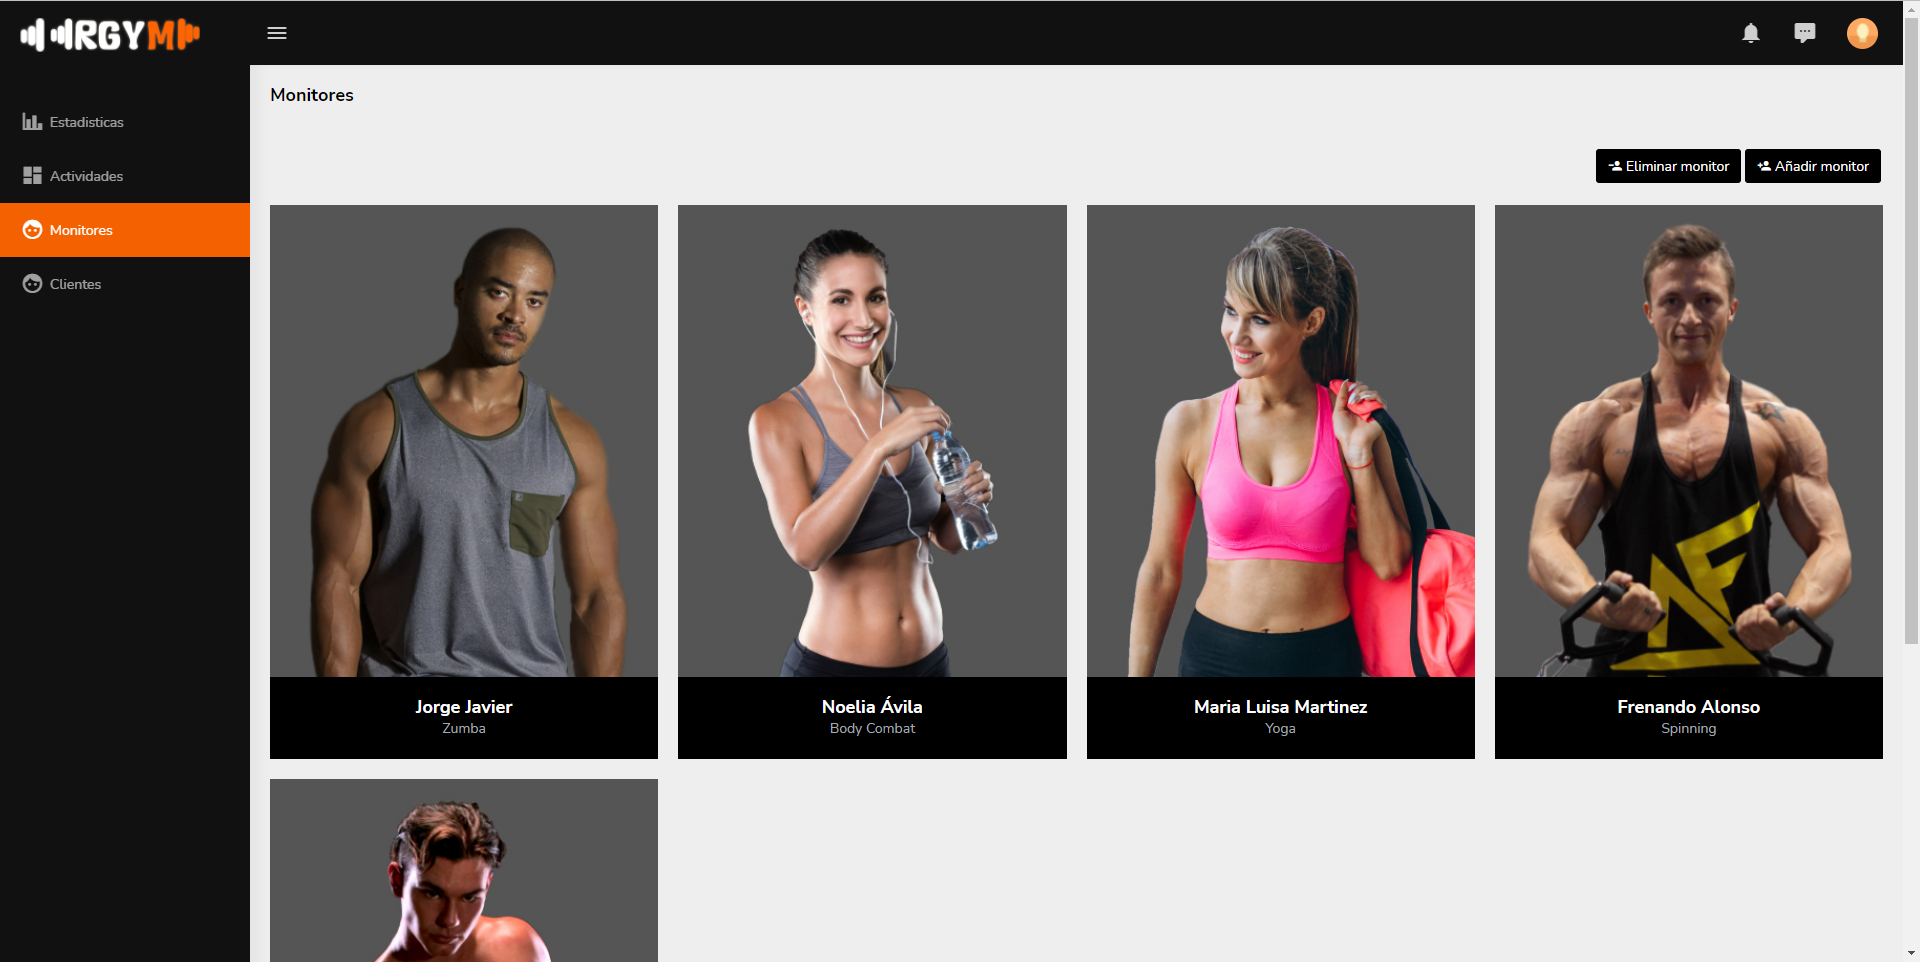 RGYM
Estadisticas
Actividades
Monitores
Clientes
Monitores
Eliminar monitor
Añadir monitor
Jorge Javier
Zumba
Noelia Ávila
Body Combat
Maria Luisa Martinez
Yoga
Frenando Alonso
Spinning